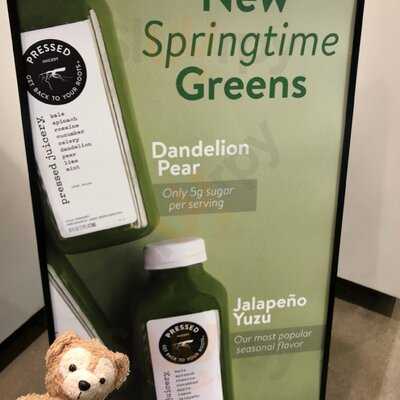 New
Springtime
Greens
PRESSED
JUICERY
GET BACK TO YOUR ROOTS
kale
spinach
romaine
cucumber
celery
dandelion
pear
lime
mint
pressed juicery
Dandelion
Pear
Only 5g sugar
per serving
Jalapeño
Yuzu
Our most popular
seasonal flavor
PRESSED
JUICERY
GET BACK TO YOUR ROOTS
kale